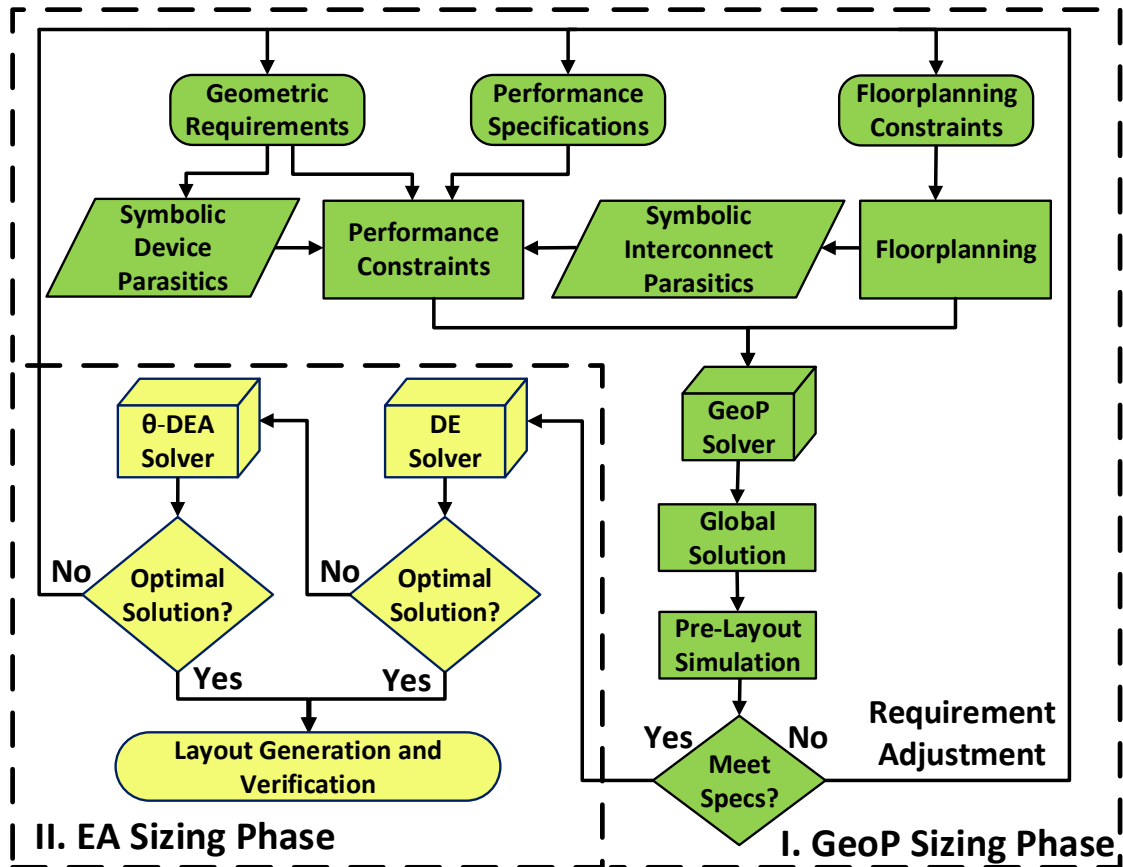 Geometric
Requirements
Performance
Specifications
Floorplanning
Constraints
Symbolic
Device
Parasitics
Performance
Constraints
Symbolic
Interconnect
Parasitics
Floorplanning
θ-DEA
Solver
DE
Solver
GeoP
Solver
Global
Solution
No
Optimal
Solution?
No
Optimal
Solution?
Pre-Layout
Simulation
Yes
Yes
Layout Generation and
Verification
Yes
No
Meet
Specs?
Requirement
Adjustment
II. EA Sizing Phase
I. GeoP Sizing Phase